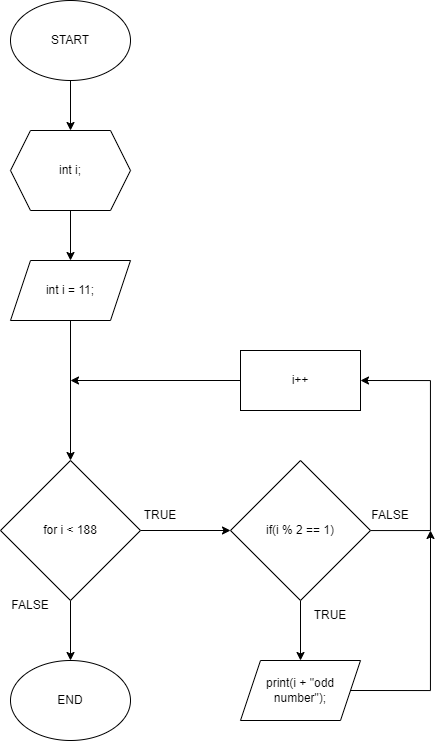 START
int i;
int i = 11;
i++
for i < 188
TRUE
if(i % 2 == 1)
FALSE
FALSE
TRUE
print(i + "odd
number");
END